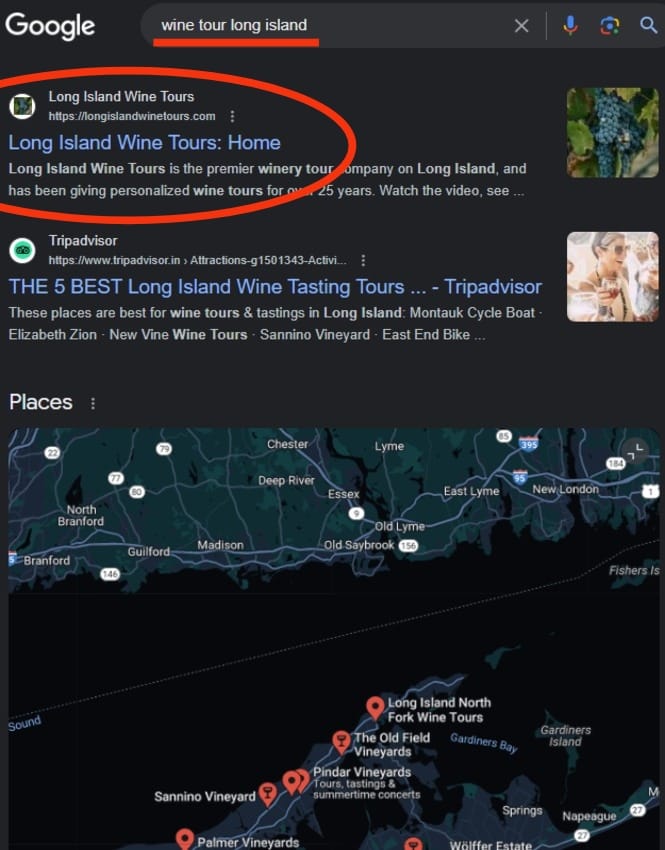 Google
wine tour long island
Long Island Wine Tours
https://longislandwinetours.com
Long Island Wine Tours: Home
Long Island Wine Tours is the premier winery tour company on Long Island, and
has been giving personalized wine tours for over 25 years. Watch the video, see ...
Tripadvisor
https://www.tripadvisor.in › Attractions-g1501343-Activi...
THE 5 BEST Long Island Wine Tasting Tours ... - Tripadvisor
These places are best for wine tours & tastings in Long Island: Montauk Cycle Boat ·
Elizabeth Zion · New Vine Wine Tours · Sannino Vineyard · East End Bike ...
Places
85
395
22
79
Chester
Lyme
184
77
95
80
Deep River
Essex
East Lyme
New London
1
North
Branford
9
Old Lyme
Madison
Old Saybrook
156
Guilford
5
Branford
146
Fishers Is
Sound
Long Island North
Fork Wine Tours
The Old Field
Vineyards
Gardiners Bay
Gardiners
Island
Pindar Vineyards
Tours, tastings &
summertime concerts
Sannino Vineyard
M
Springs
Napeague
27
27
Palmer Vineyards
Wölffer Estate